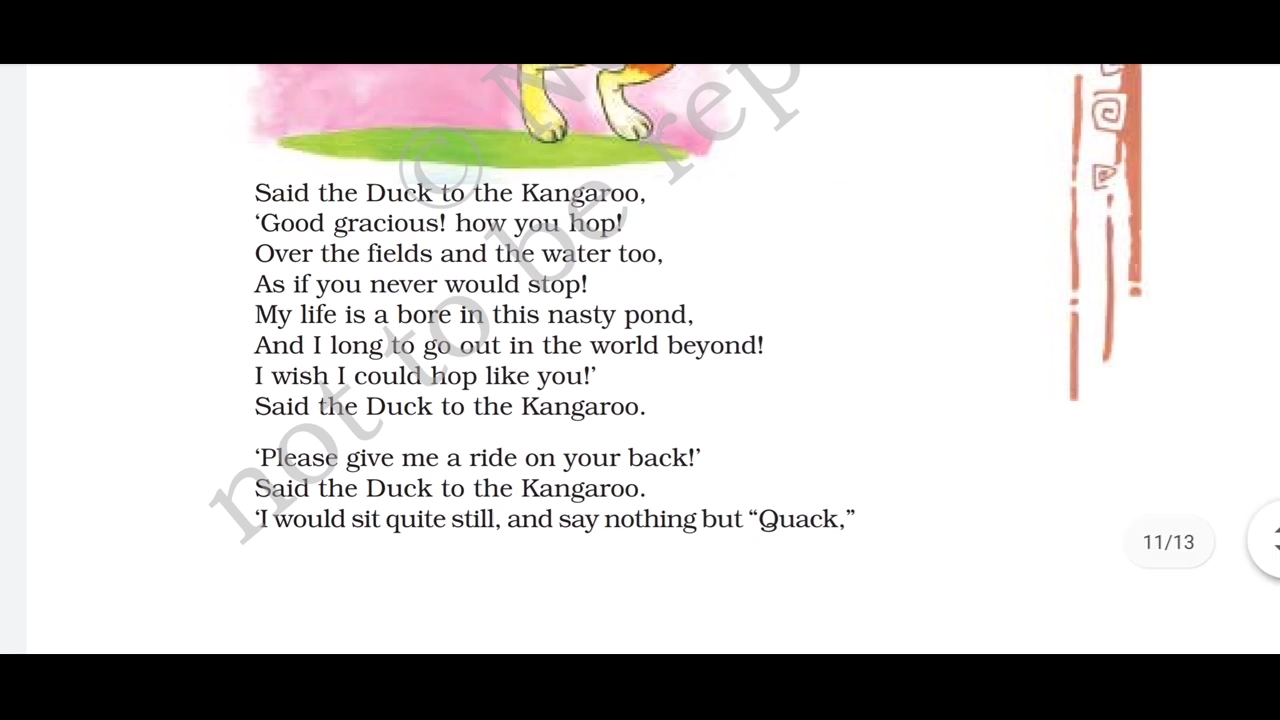 Said the Duck to the Kangaroo,
‘Good gracious! how you hop!
Over the fields and the water too,
As if you never would stop!
My life is a bore in this nasty pond,
And I long to go out in the world beyond!
I wish I could hop like you!’
Said the Duck to the Kangaroo.
‘Please give me a ride on your back!’
Said the Duck to the Kangaroo.
‘I would sit quite still, and say nothing but “Quack,”
11/13
©
not to be rep